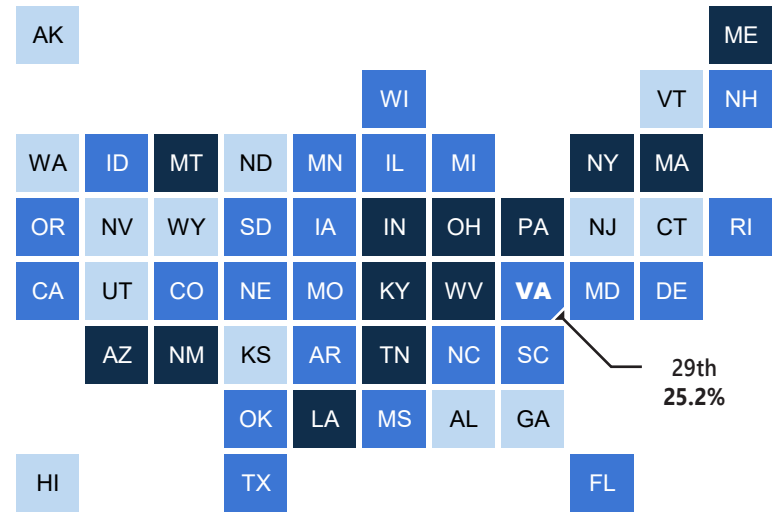 AK ME
WI VT NH
WA ID MT ND MN IL MI NY MA
OR NV WY SD IA IN OH PA NJ CT RI
CA UT CO NE MO KY WV VA MD DE
AZ NM KS AR TN NC SC
29th
25.2%
OK LA MS AL GA
HI TX FL